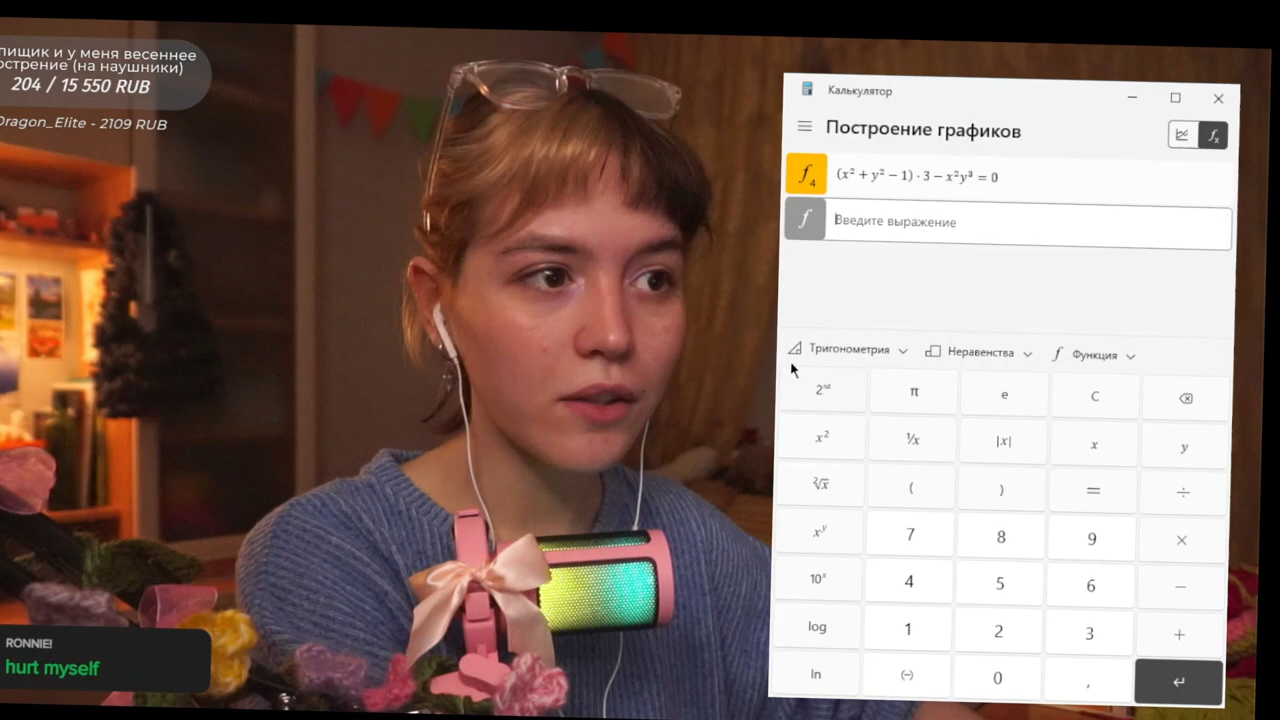 пищик и у меня весеннее
острение (на наушники)
204 / 15 550 RUB
Dragon_Elite - 2109 RUB
RONNIE!
hurt myself
Калькулятор
Построение графиков
fₓ
f₄ (x² + y² − 1) · 3 − x²y³ = 0
f Введите выражение
Тригонометрия Неравенства f Функция
2ⁿᵈ π e C
x² ¹/x |x| x y
²√x ( ) = ÷
xʸ 7 8 9 ×
10ˣ 4 5 6 −
log 1 2 3 +
ln (−) 0 ,